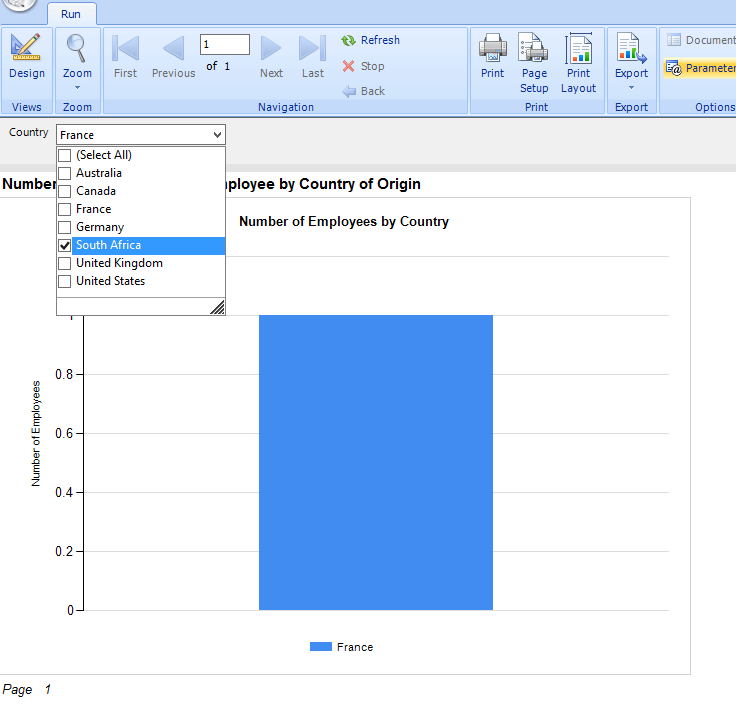 Run
Design
Zoom
First
Previous
1
of 1
Next
Last
Refresh
Stop
Back
Print
Page Setup
Print Layout
Export
Document
Parameter
Views
Zoom
Navigation
Print
Export
Options
Country
France
(Select All)
Australia
Canada
France
Germany
South Africa
United Kingdom
United States
Number
ployee by Country of Origin
Number of Employees by Country
1
0.8
0.6
0.4
0.2
0
Number of Employees
France
Page 1